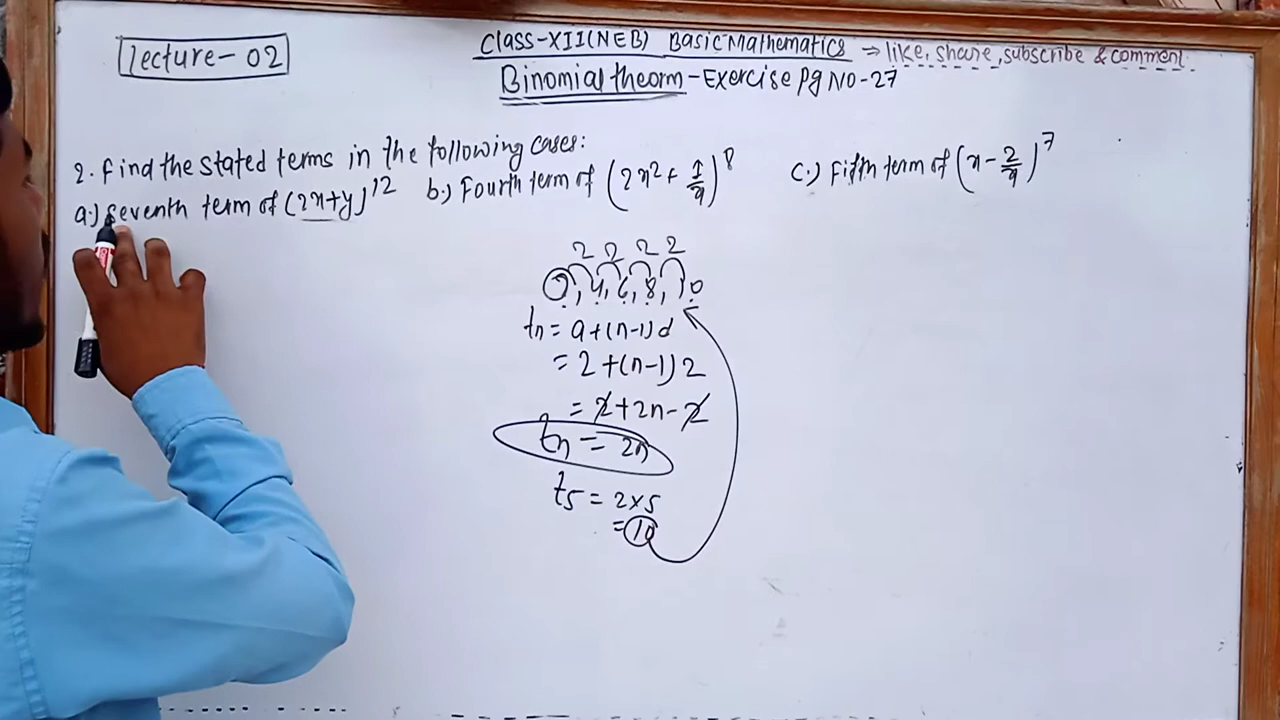 Lecture-02
Class-XII(NEB) Basic Mathematics ⇒ like, share, subscribe & comment
Binomial theorm - Exercise Pg NO-27
2. Find the stated terms in the following cases:
a.) Seventh term of (2x+y)^12 b.) Fourth term of (2x² + 1/x)^8 c.) Fifth term of (x - 2/x)^7
2 2 2 2
2, 4, 6, 8, 10
tn = a+(n-1)d
= 2+(n-1)2
= 2+2n-2
tn = 2n
t5 = 2×5
= 10